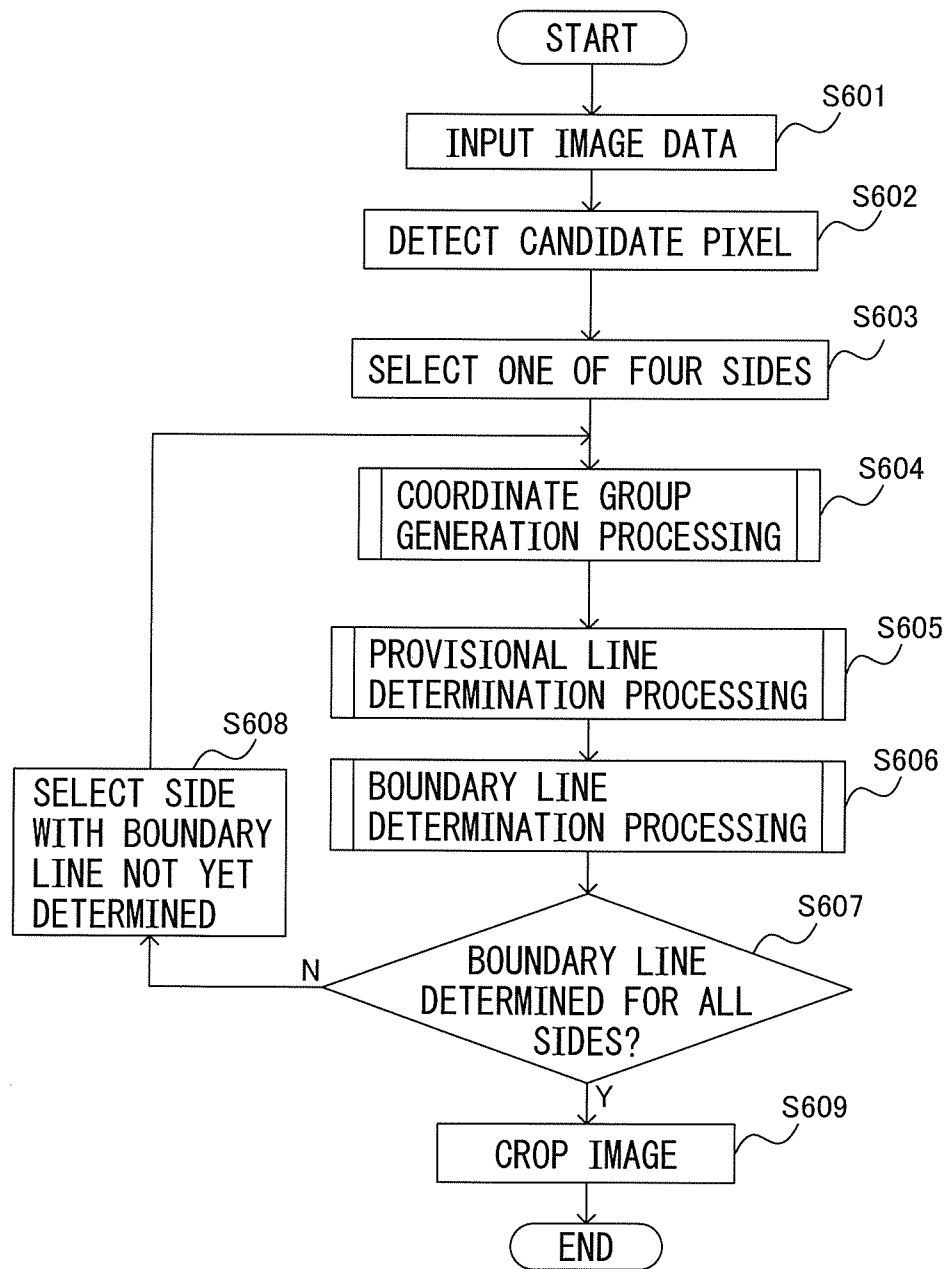 START
S601
INPUT IMAGE DATA
S602
DETECT CANDIDATE PIXEL
S603
SELECT ONE OF FOUR SIDES
S604
COORDINATE GROUP
GENERATION PROCESSING
S605
PROVISIONAL LINE
DETERMINATION PROCESSING
S606
BOUNDARY LINE
DETERMINATION PROCESSING
S608
SELECT SIDE
WITH BOUNDARY
LINE NOT YET
DETERMINED
S607
BOUNDARY LINE
DETERMINED FOR ALL
SIDES?
N
Y
S609
CROP IMAGE
END